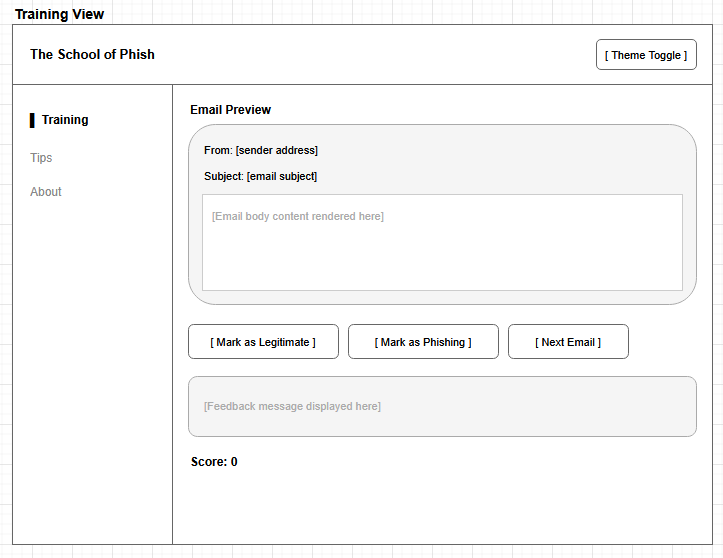 Training View
The School of Phish
[ Theme Toggle ]
Training
Tips
About
Email Preview
From: [sender address]
Subject: [email subject]
[Email body content rendered here]
[ Mark as Legitimate ]
[ Mark as Phishing ]
[ Next Email ]
[Feedback message displayed here]
Score: 0